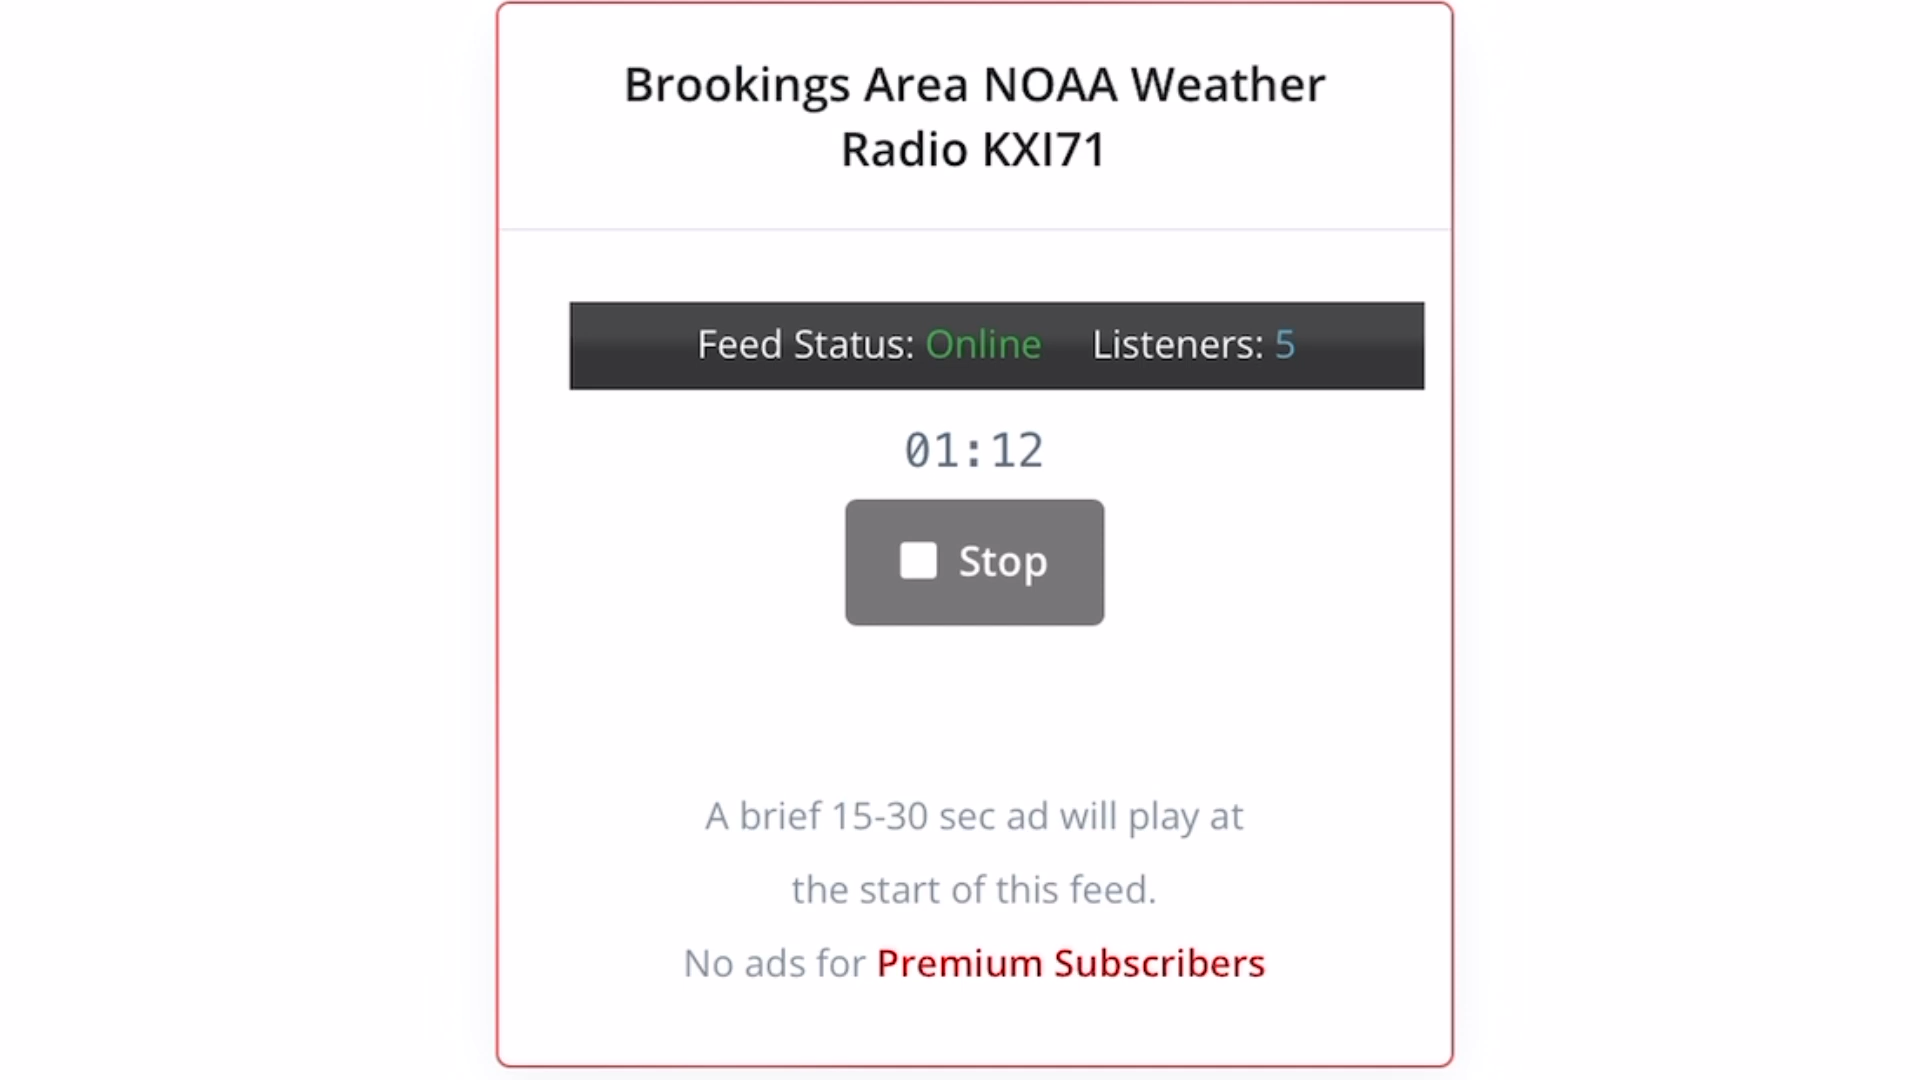 Brookings Area NOAA Weather
Radio KXI71
Feed Status: Online Listeners: 5
01:12
Stop
A brief 15-30 sec ad will play at
the start of this feed.
No ads for Premium Subscribers